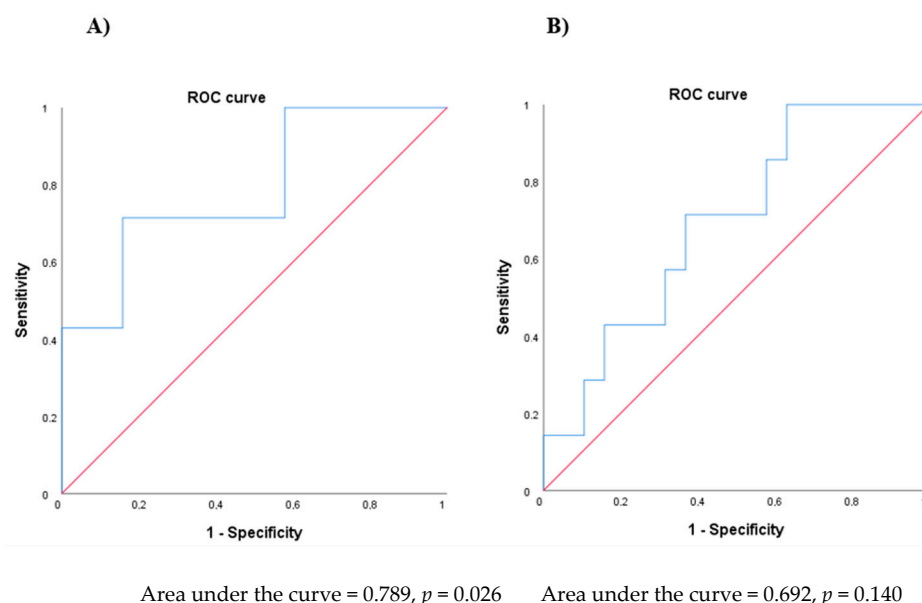 A)
B)
ROC curve
1
0.8
0.6
0.4
0.2
0
0
0.2
0.4
0.6
0.8
1
Sensitivity
1 - Specificity
ROC curve
1
0.8
0.6
0.4
0.2
0
0
0.2
0.4
0.6
0.8
Sensitivity
1 - Specificity
Area under the curve = 0.789, p = 0.026
Area under the curve = 0.692, p = 0.140